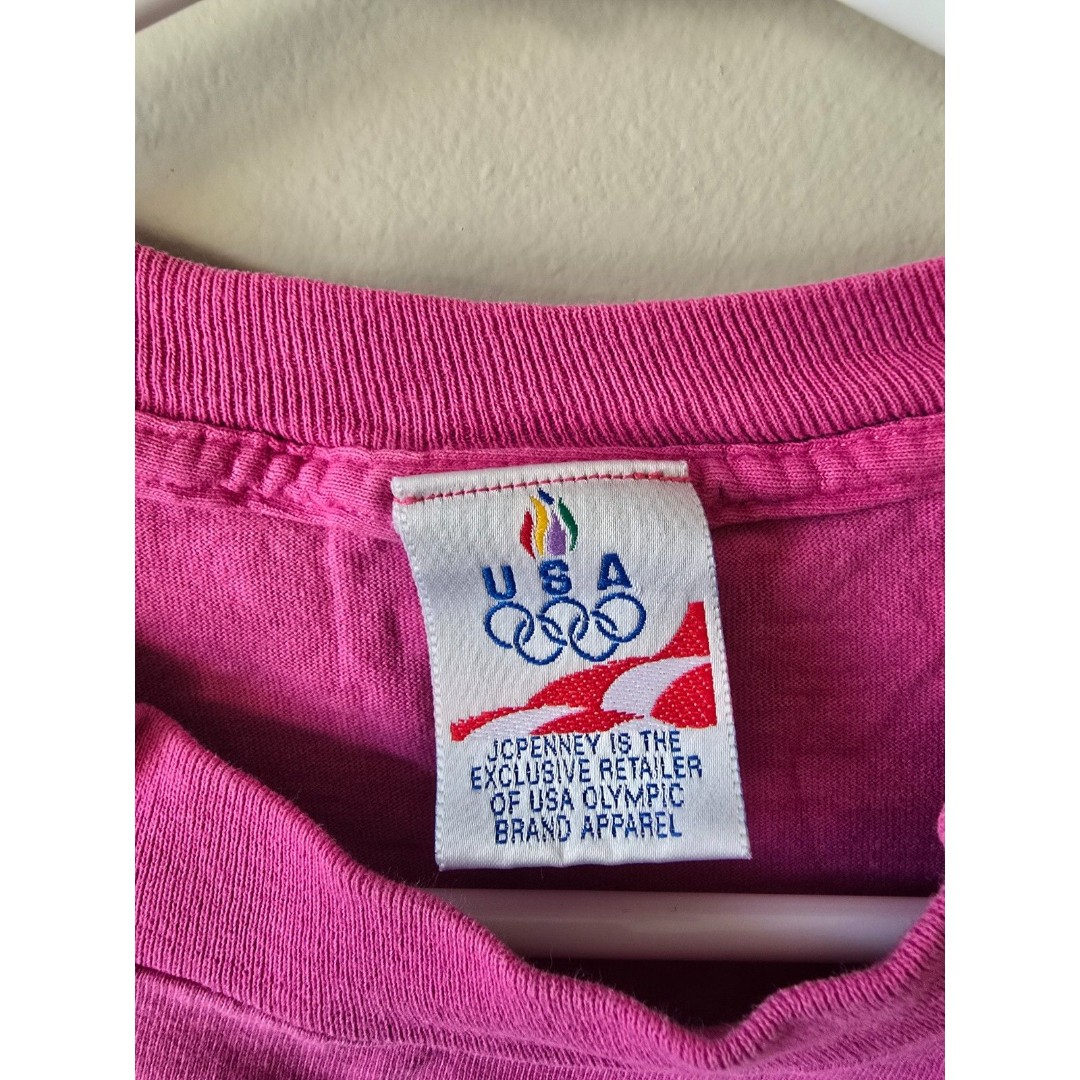 USA
JCPENNEY IS THE
EXCLUSIVE RETAILER
OF USA OLYMPIC
BRAND APPAREL